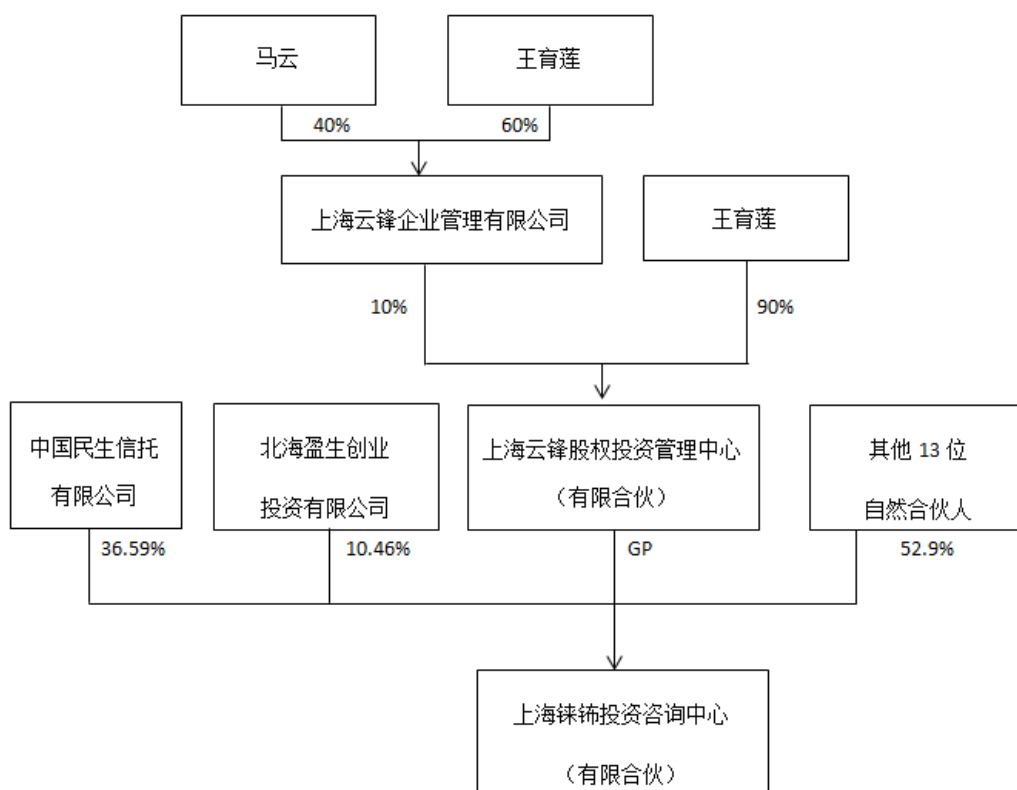 马云
王育莲
40%
60%
上海云锋企业管理有限公司
王育莲
10%
90%
中国民生信托
有限公司
北海盈生创业
投资有限公司
上海云锋股权投资管理中心
（有限合伙）
其他 13 位
自然合伙人
36.59%
10.46%
GP
52.9%
上海铼钸投资咨询中心
（有限合伙）